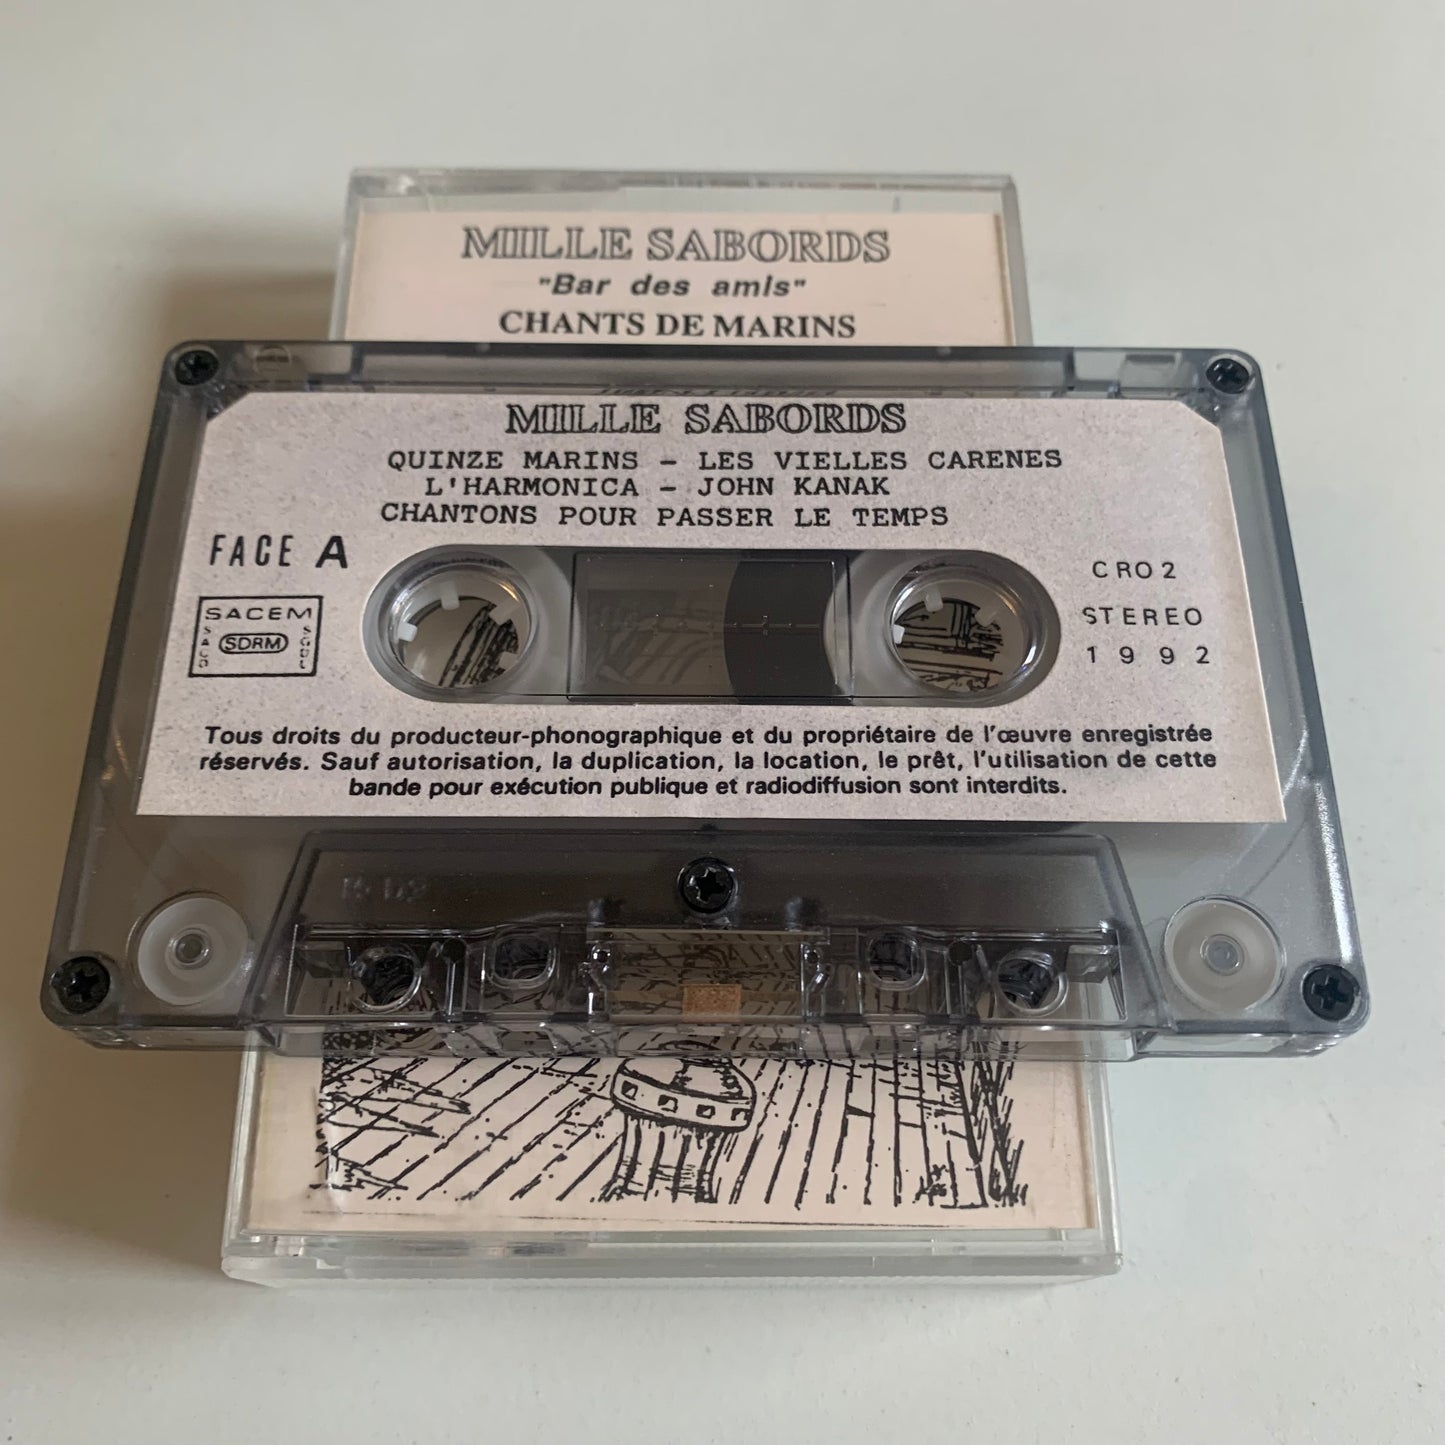 MILLE SABORDS
"Bar des amis"
CHANTS DE MARINS
MILLE SABORDS
QUINZE MARINS - LES VIELLES CARENES
L'HARMONICA - JOHN KANAK
CHANTONS POUR PASSER LE TEMPS
FACE A
CRO2
STEREO
1992
SACEM
SACD
SDRM
SGDL
Tous droits du producteur-phonographique et du propriétaire de l'œuvre enregistrée
réservés. Sauf autorisation, la duplication, la location, le prêt, l'utilisation de cette
bande pour exécution publique et radiodiffusion sont interdits.